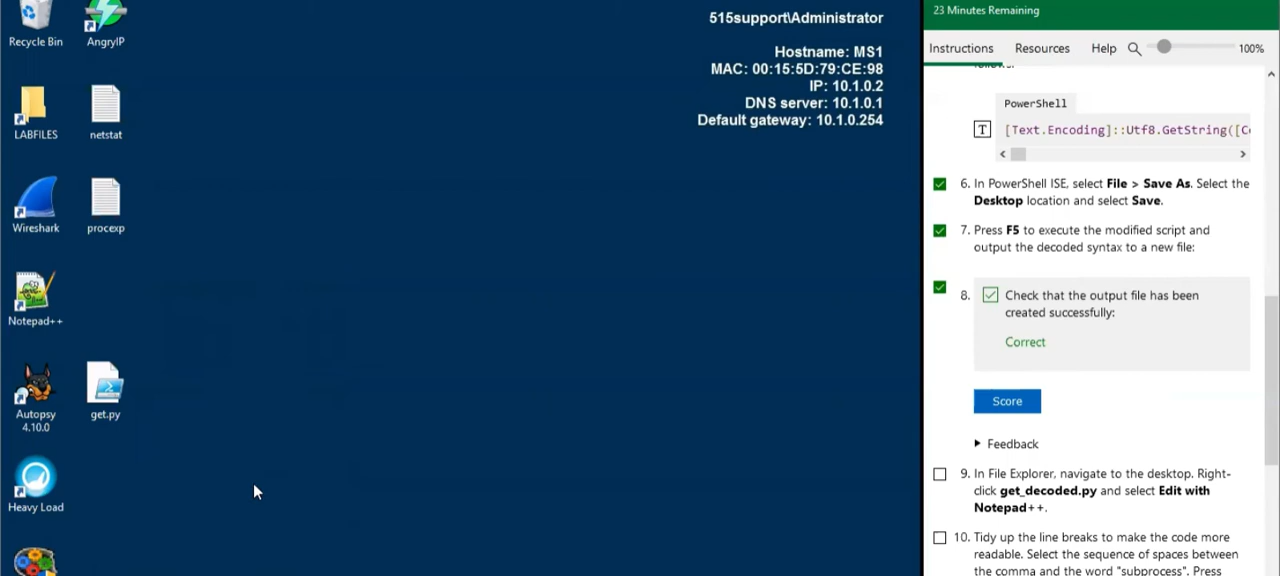 515support\Administrator
Hostname: MS1
MAC: 00:15:5D:79:CE:98
IP: 10.1.0.2
DNS server: 10.1.0.1
Default gateway: 10.1.0.254
Recycle Bin
AngryIP
LABFILES
netstat
Wireshark
procexp
Notepad++
Autopsy
4.10.0
get.py
Heavy Load
23 Minutes Remaining
Instructions
Resources
Help
100%
PowerShell
T
[Text.Encoding]::Utf8.GetString([Co
6. In PowerShell ISE, select File > Save As. Select the
Desktop location and select Save.
7. Press F5 to execute the modified script and
output the decoded syntax to a new file:
8. Check that the output file has been
created successfully:
Correct
Score
Feedback
9. In File Explorer, navigate to the desktop. Right-
click get_decoded.py and select Edit with
Notepad++.
10. Tidy up the line breaks to make the code more
readable. Select the sequence of spaces between
the comma and the word "subprocess". Press